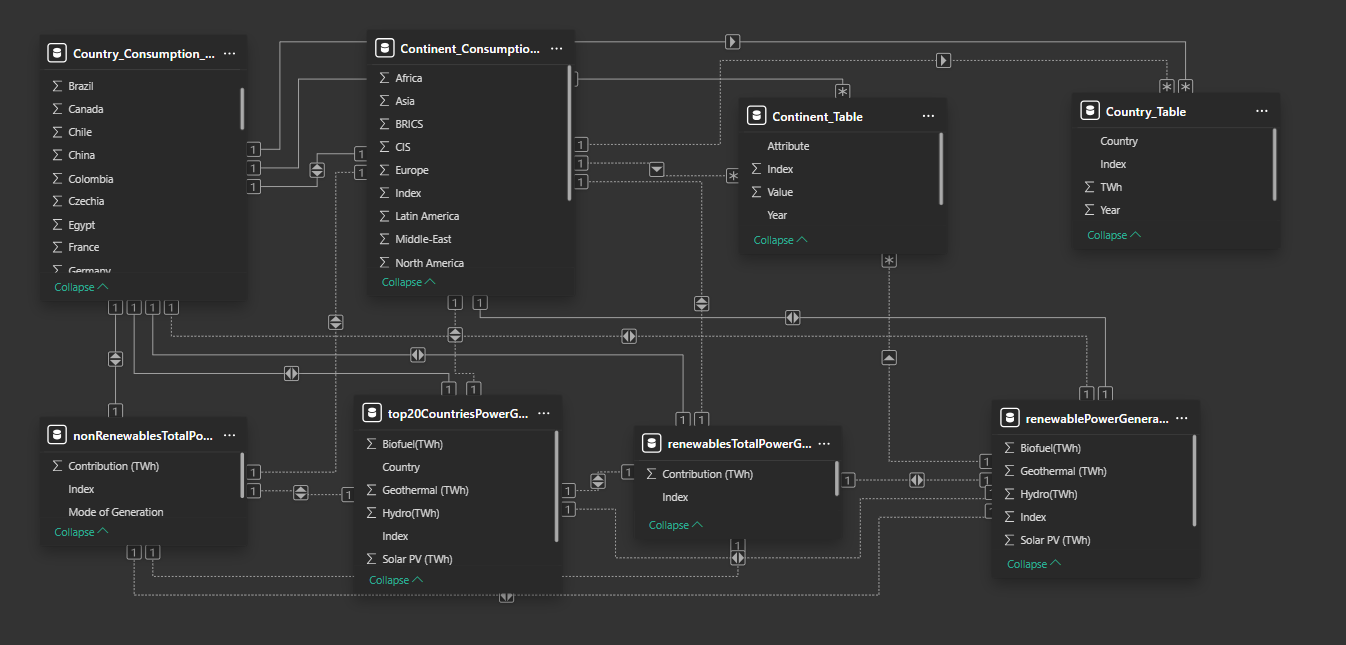 Country_Consumption_...
Brazil
Canada
Chile
China
Colombia
Czechia
Egypt
France
Germany
Collapse
Continent_Consumptio...
Africa
Asia
BRICS
CIS
Europe
Index
Latin America
Middle-East
North America
Collapse
Continent_Table
Attribute
Index
Value
Year
Collapse
Country_Table
Country
Index
TWh
Year
Collapse
nonRenewablesTotalPo...
Contribution (TWh)
Index
Mode of Generation
Collapse
top20CountriesPowerG...
Biofuel(TWh)
Country
Geothermal (TWh)
Hydro(TWh)
Index
Solar PV (TWh)
Collapse
renewablesTotalPowerG...
Contribution (TWh)
Index
Collapse
renewablePowerGenera...
Biofuel(TWh)
Geothermal (TWh)
Hydro(TWh)
Index
Solar PV (TWh)
Collapse